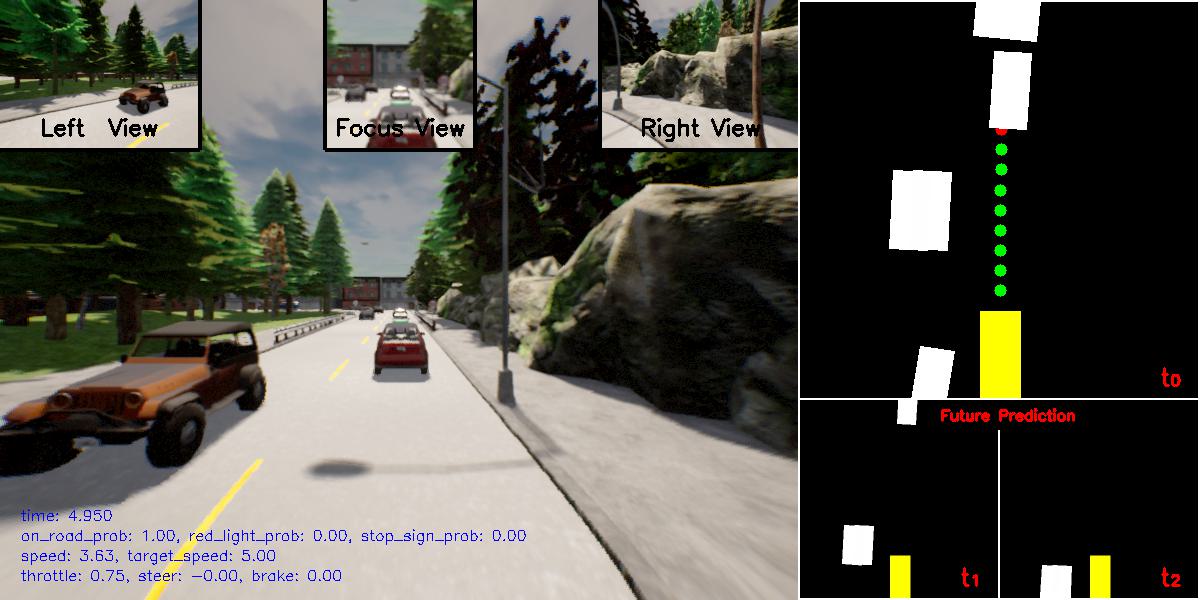 Left View
Focus View
Right View
time: 4.950
on_road_prob: 1.00, red_light_prob: 0.00, stop_sign_prob: 0.00
speed: 3.63, target_speed: 5.00
throttle: 0.75, steer: −0.00, brake: 0.00
t0
Future Prediction
t1
t2